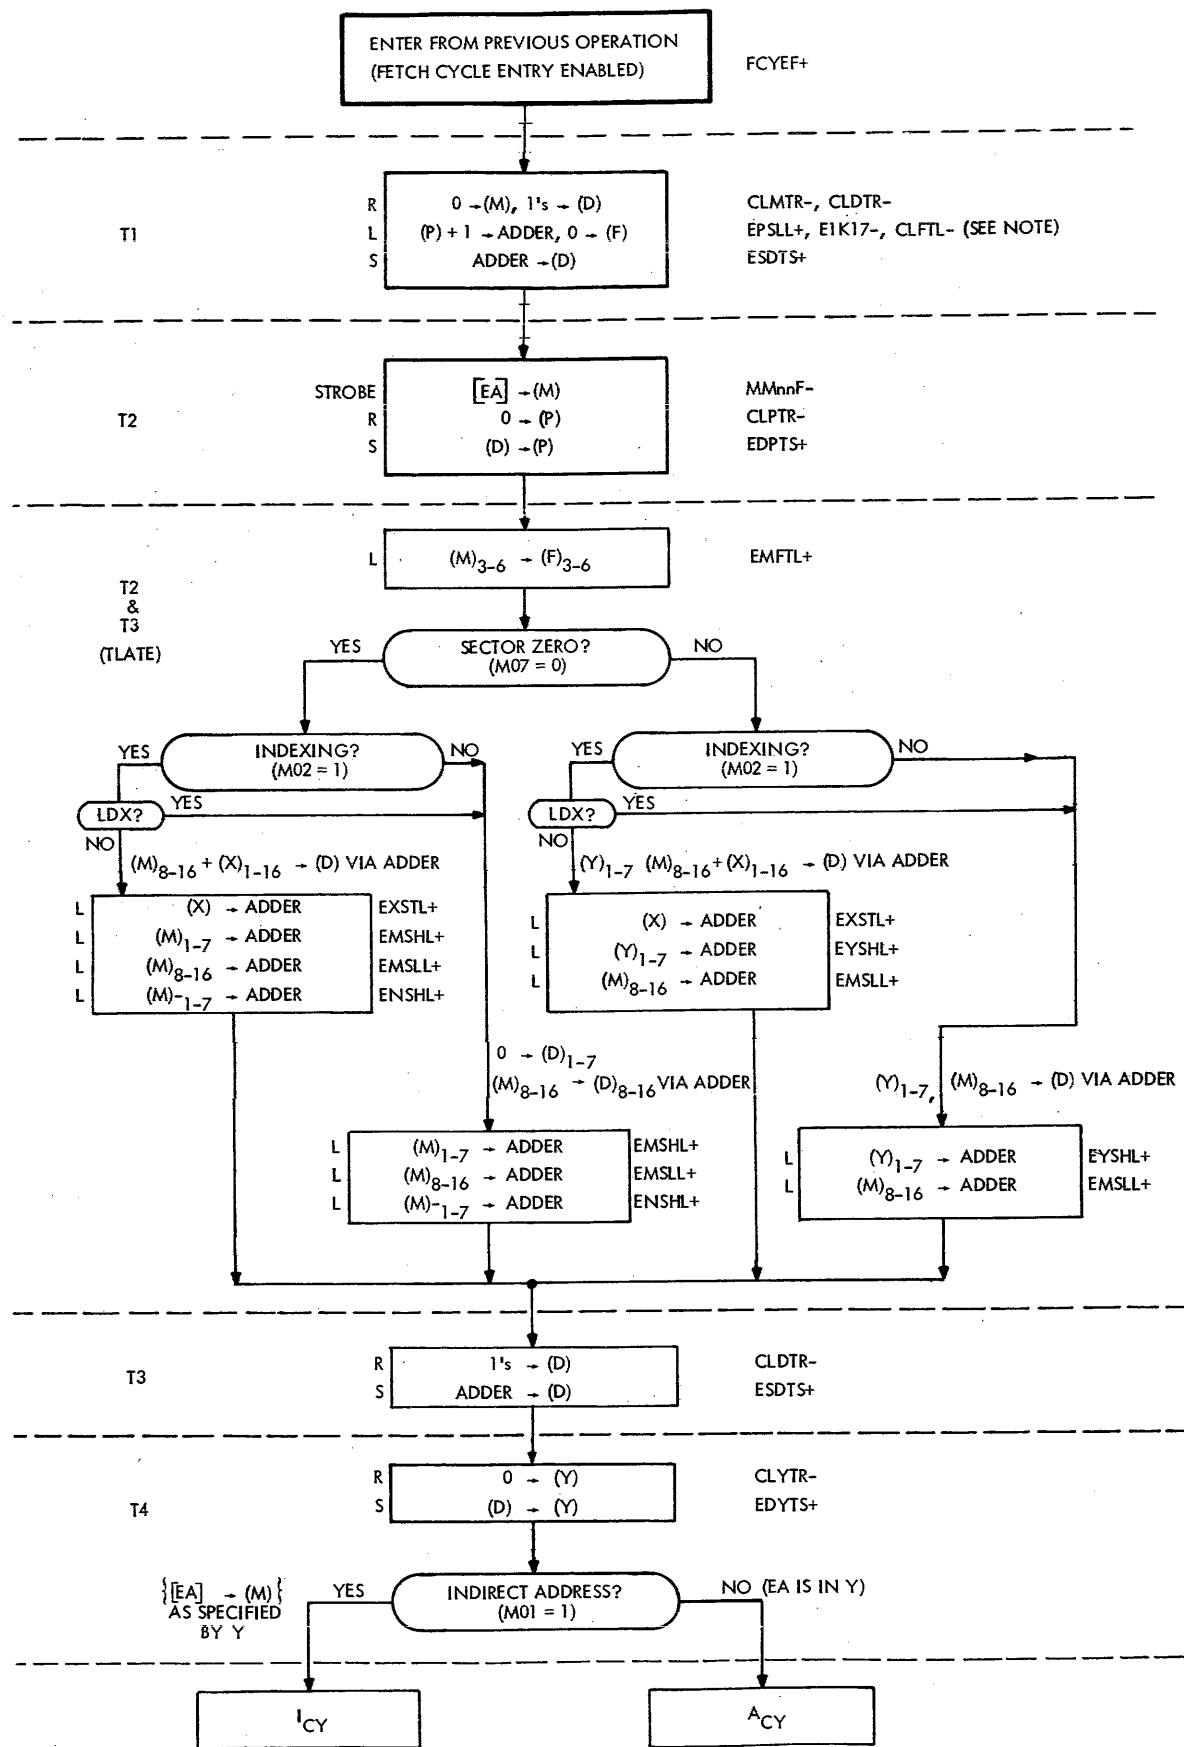 ENTER FROM PREVIOUS OPERATION
(FETCH CYCLE ENTRY ENABLED)
FCYEF+
T1
R 0 → (M), 1's → (D) CLMTR-, CLDTR-
L (P) + 1 → ADDER, 0 → (F) EPSLL+, E1K17-, CLFTL- (SEE NOTE)
S ADDER → (D) ESDTS+
T2
STROBE [EA] → (M) MMnnF-
R 0 → (P) CLPTR-
S (D) → (P) EDPTS+
T2
&
T3
(TLATE)
L (M)3-6 → (F)3-6 EMFTL+
YES SECTOR ZERO? NO
(M07 = 0)
YES INDEXING? NO
(M02 = 1)
YES INDEXING? NO
(M02 = 1)
LDX? YES
NO
LDX? YES
NO
(M)8-16 + (X)1-16 → (D) VIA ADDER
(Y)1-7 (M)8-16 + (X)1-16 → (D) VIA ADDER
L (X) → ADDER EXSTL+
L (M)1-7 → ADDER EMSHL+
L (M)8-16 → ADDER EMSLL+
L (M)-1-7 → ADDER ENSHL+
L (X) → ADDER EXSTL+
L (Y)1-7 → ADDER EYSHL+
L (M)8-16 → ADDER EMSLL+
0 → (D)1-7
(M)8-16 → (D)8-16 VIA ADDER
(Y)1-7, (M)8-16 → (D) VIA ADDER
L (M)1-7 → ADDER EMSHL+
L (M)8-16 → ADDER EMSLL+
L (M)-1-7 → ADDER ENSHL+
L (Y)1-7 → ADDER EYSHL+
L (M)8-16 → ADDER EMSLL+
T3
R 1's → (D) CLDTR-
S ADDER → (D) ESDTS+
T4
R 0 → (Y) CLYTR-
S (D) → (Y) EDYTS+
{[EA] → (M)}
AS SPECIFIED
BY Y
YES INDIRECT ADDRESS? NO (EA IS IN Y)
(M01 = 1)
ICY
ACY